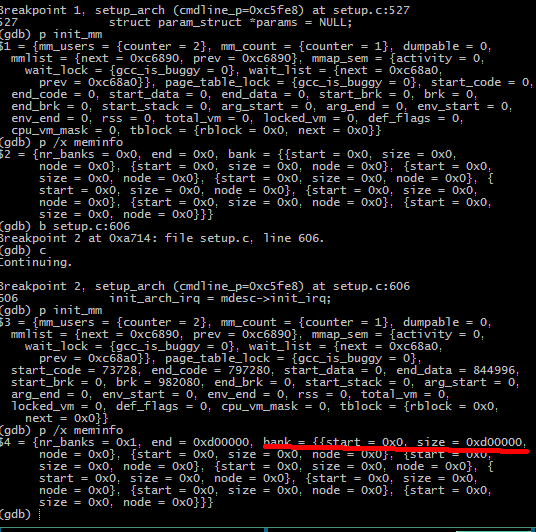 Breakpoint 1, setup_arch (cmdline_p=0xc5fe8) at setup.c:527
527             struct param_struct *params = NULL;
(gdb) p init_mm
$1 = {mm_users = {counter = 2}, mm_count = {counter = 1}, dumpable = 0,
mmlist = {next = 0xc6890, prev = 0xc6890}, mmap_sem = {activity = 0,
wait_lock = {gcc_is_buggy = 0}, wait_list = {next = 0xc68a0,
prev = 0xc68a0}}, page_table_lock = {gcc_is_buggy = 0}, start_code = 0,
end_code = 0, start_data = 0, end_data = 0, start_brk = 0, brk = 0,
end_brk = 0, start_stack = 0, arg_start = 0, arg_end = 0, env_start = 0,
env_end = 0, rss = 0, total_vm = 0, locked_vm = 0, def_flags = 0,
cpu_vm_mask = 0, tblock = {rblock = 0x0, next = 0x0}}
(gdb) p /x meminfo
$2 = {nr_banks = 0x0, end = 0x0, bank = {{start = 0x0, size = 0x0,
node = 0x0}, {start = 0x0, size = 0x0, node = 0x0}, {start = 0x0,
size = 0x0, node = 0x0}, {start = 0x0, size = 0x0, node = 0x0}, {
start = 0x0, size = 0x0, node = 0x0}, {start = 0x0, size = 0x0,
node = 0x0}, {start = 0x0, size = 0x0, node = 0x0}, {start = 0x0,
size = 0x0, node = 0x0}}}
(gdb) b setup.c:606
Breakpoint 2 at 0xa714: file setup.c, line 606.
(gdb) c
Continuing.
Breakpoint 2, setup_arch (cmdline_p=0xc5fe8) at setup.c:606
606             init_arch_irq = mdesc->init_irq;
(gdb) p init_mm
$3 = {mm_users = {counter = 2}, mm_count = {counter = 1}, dumpable = 0,
mmlist = {next = 0xc6890, prev = 0xc6890}, mmap_sem = {activity = 0,
wait_lock = {gcc_is_buggy = 0}, wait_list = {next = 0xc68a0,
prev = 0xc68a0}}, page_table_lock = {gcc_is_buggy = 0},
start_code = 73728, end_code = 797280, start_data = 0, end_data = 844996,
start_brk = 0, brk = 982080, end_brk = 0, start_stack = 0, arg_start = 0,
arg_end = 0, env_start = 0, env_end = 0, rss = 0, total_vm = 0,
locked_vm = 0, def_flags = 0, cpu_vm_mask = 0, tblock = {rblock = 0x0,
next = 0x0}}
(gdb) p /x meminfo
$4 = {nr_banks = 0x1, end = 0xd00000, bank = {{start = 0x0, size = 0xd00000,
node = 0x0}, {start = 0x0, size = 0x0, node = 0x0}, {start = 0x0,
size = 0x0, node = 0x0}, {start = 0x0, size = 0x0, node = 0x0}, {
start = 0x0, size = 0x0, node = 0x0}, {start = 0x0, size = 0x0,
node = 0x0}, {start = 0x0, size = 0x0, node = 0x0}, {start = 0x0,
size = 0x0, node = 0x0}}}
(gdb)